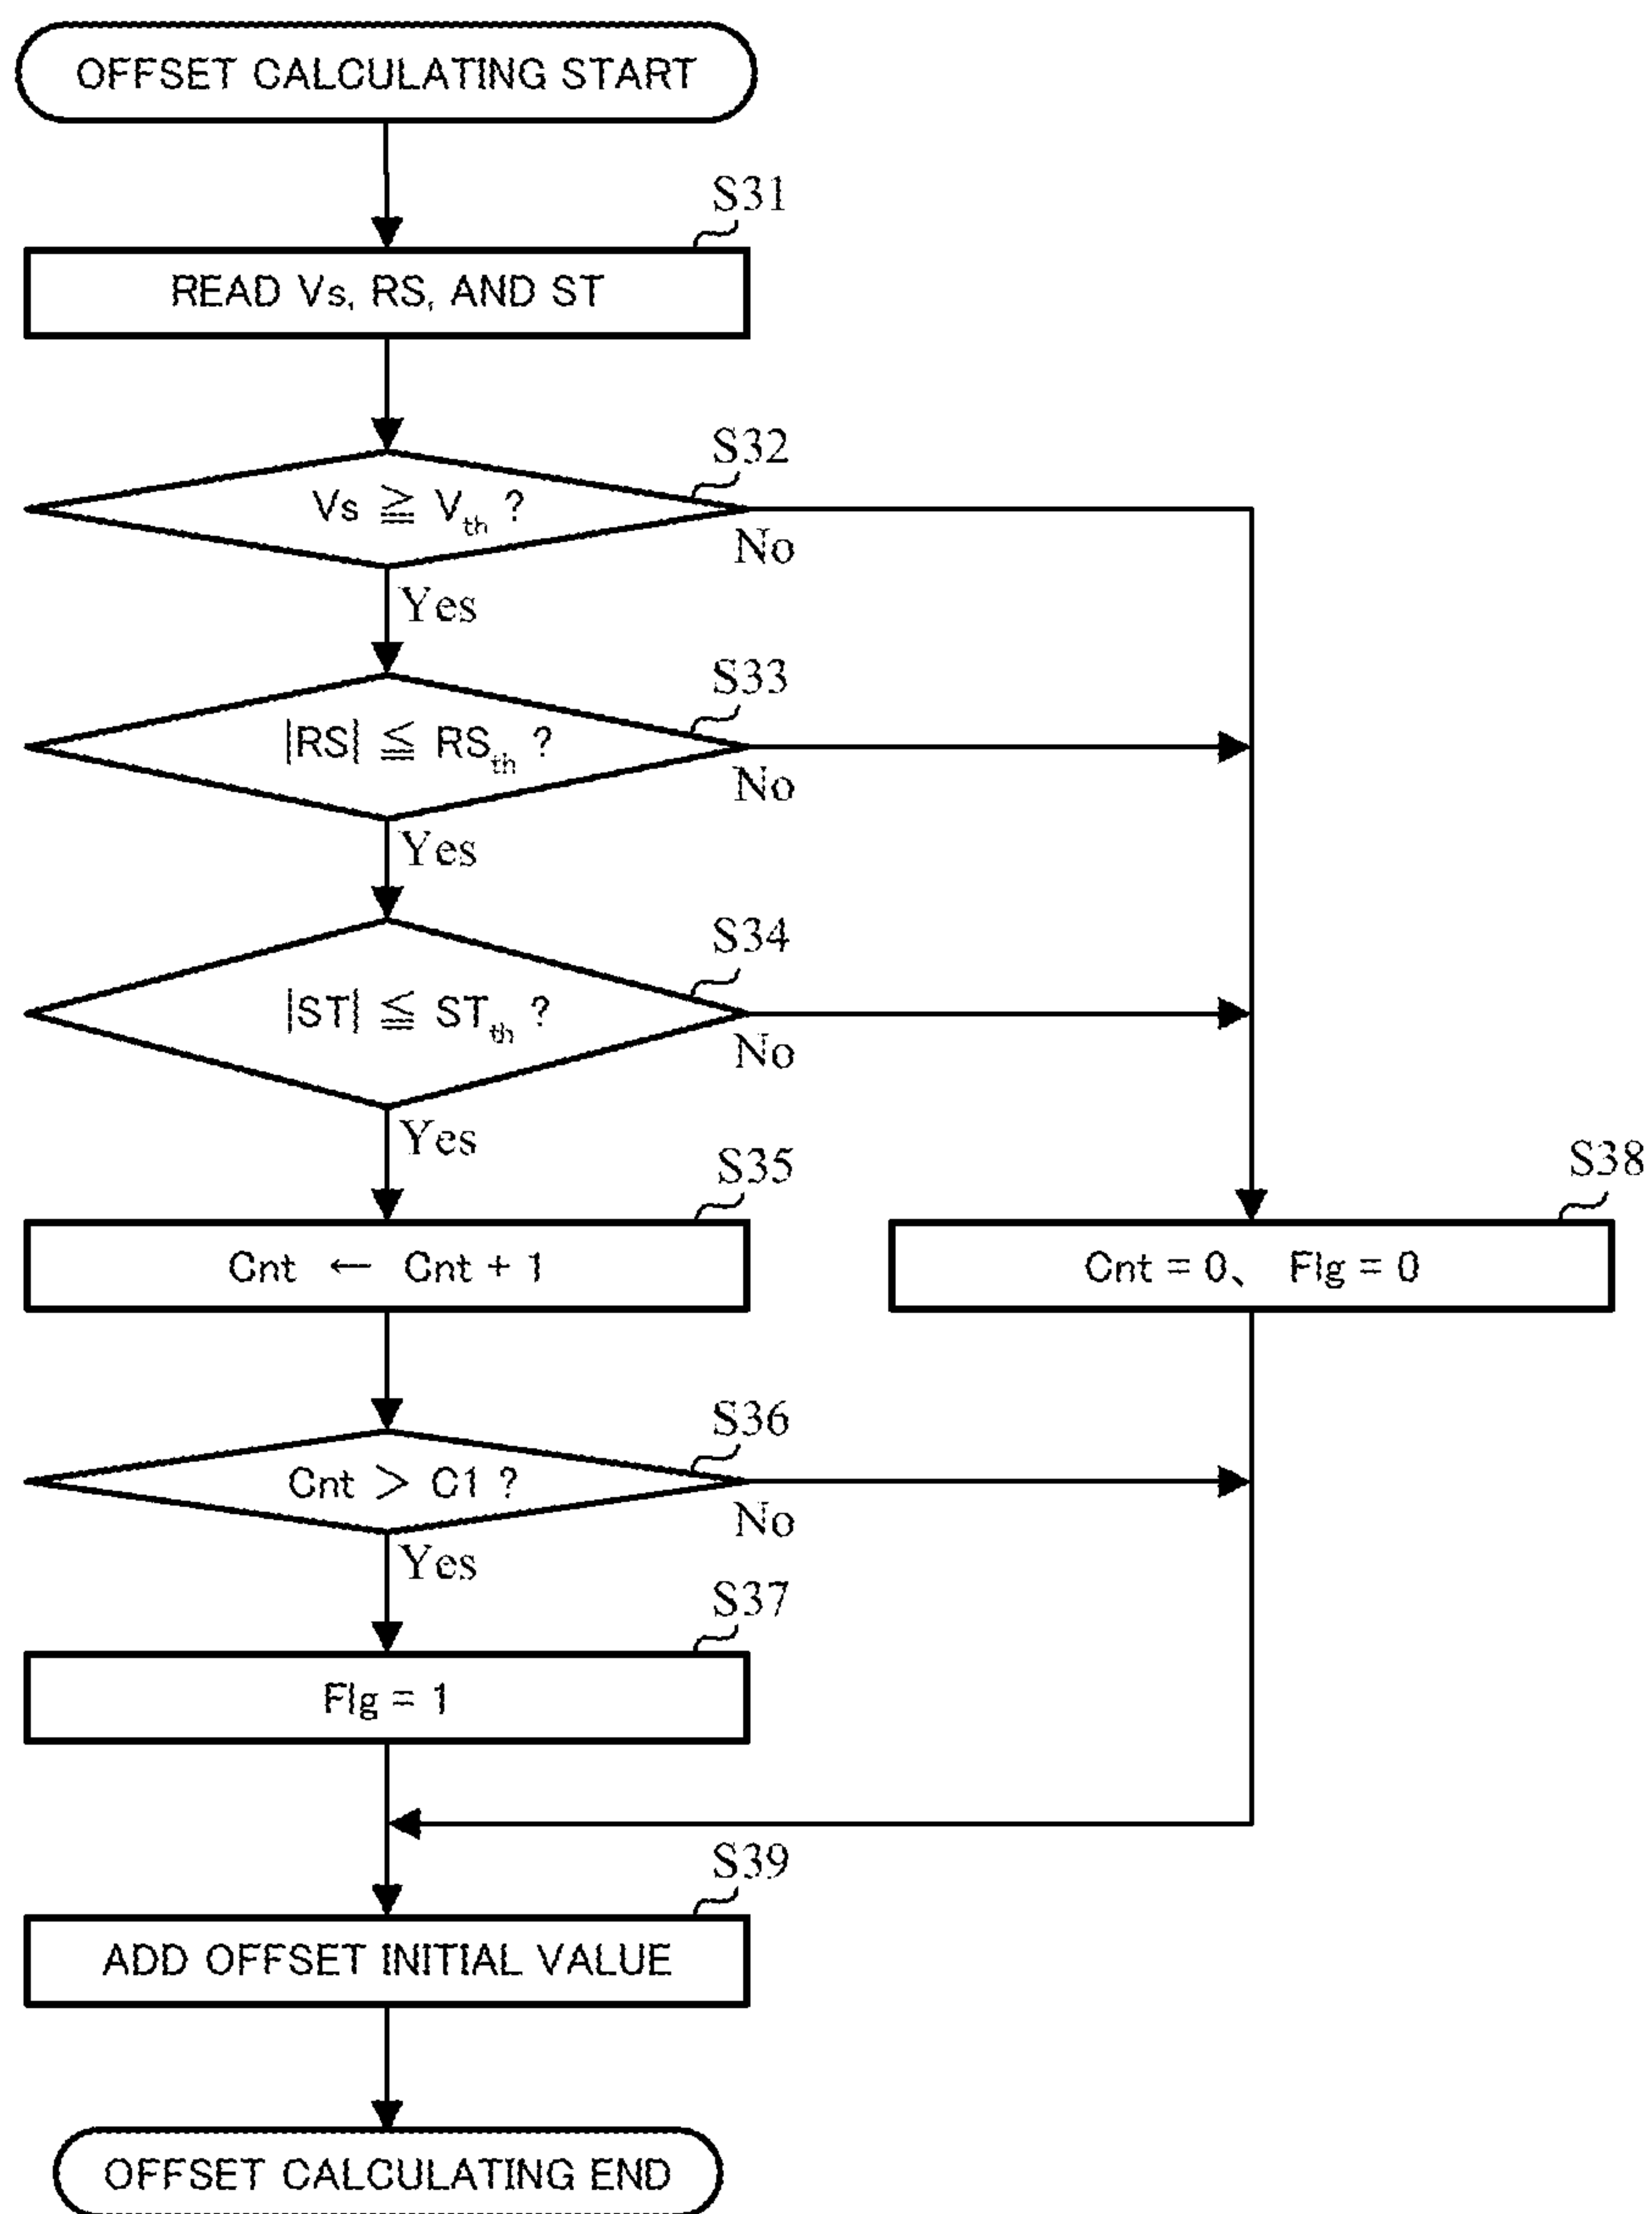 OFFSET CALCULATING START
S31
READ Vs, RS, AND ST
S32
Vs ≧ Vth ?
No
Yes
S33
|RS| ≦ RSth ?
No
Yes
S34
|ST| ≦ STth ?
No
Yes
S35
Cnt ← Cnt + 1
S38
Cnt = 0、 Flg = 0
S36
Cnt > C1 ?
No
Yes
S37
Flg = 1
S39
ADD OFFSET INITIAL VALUE
OFFSET CALCULATING END